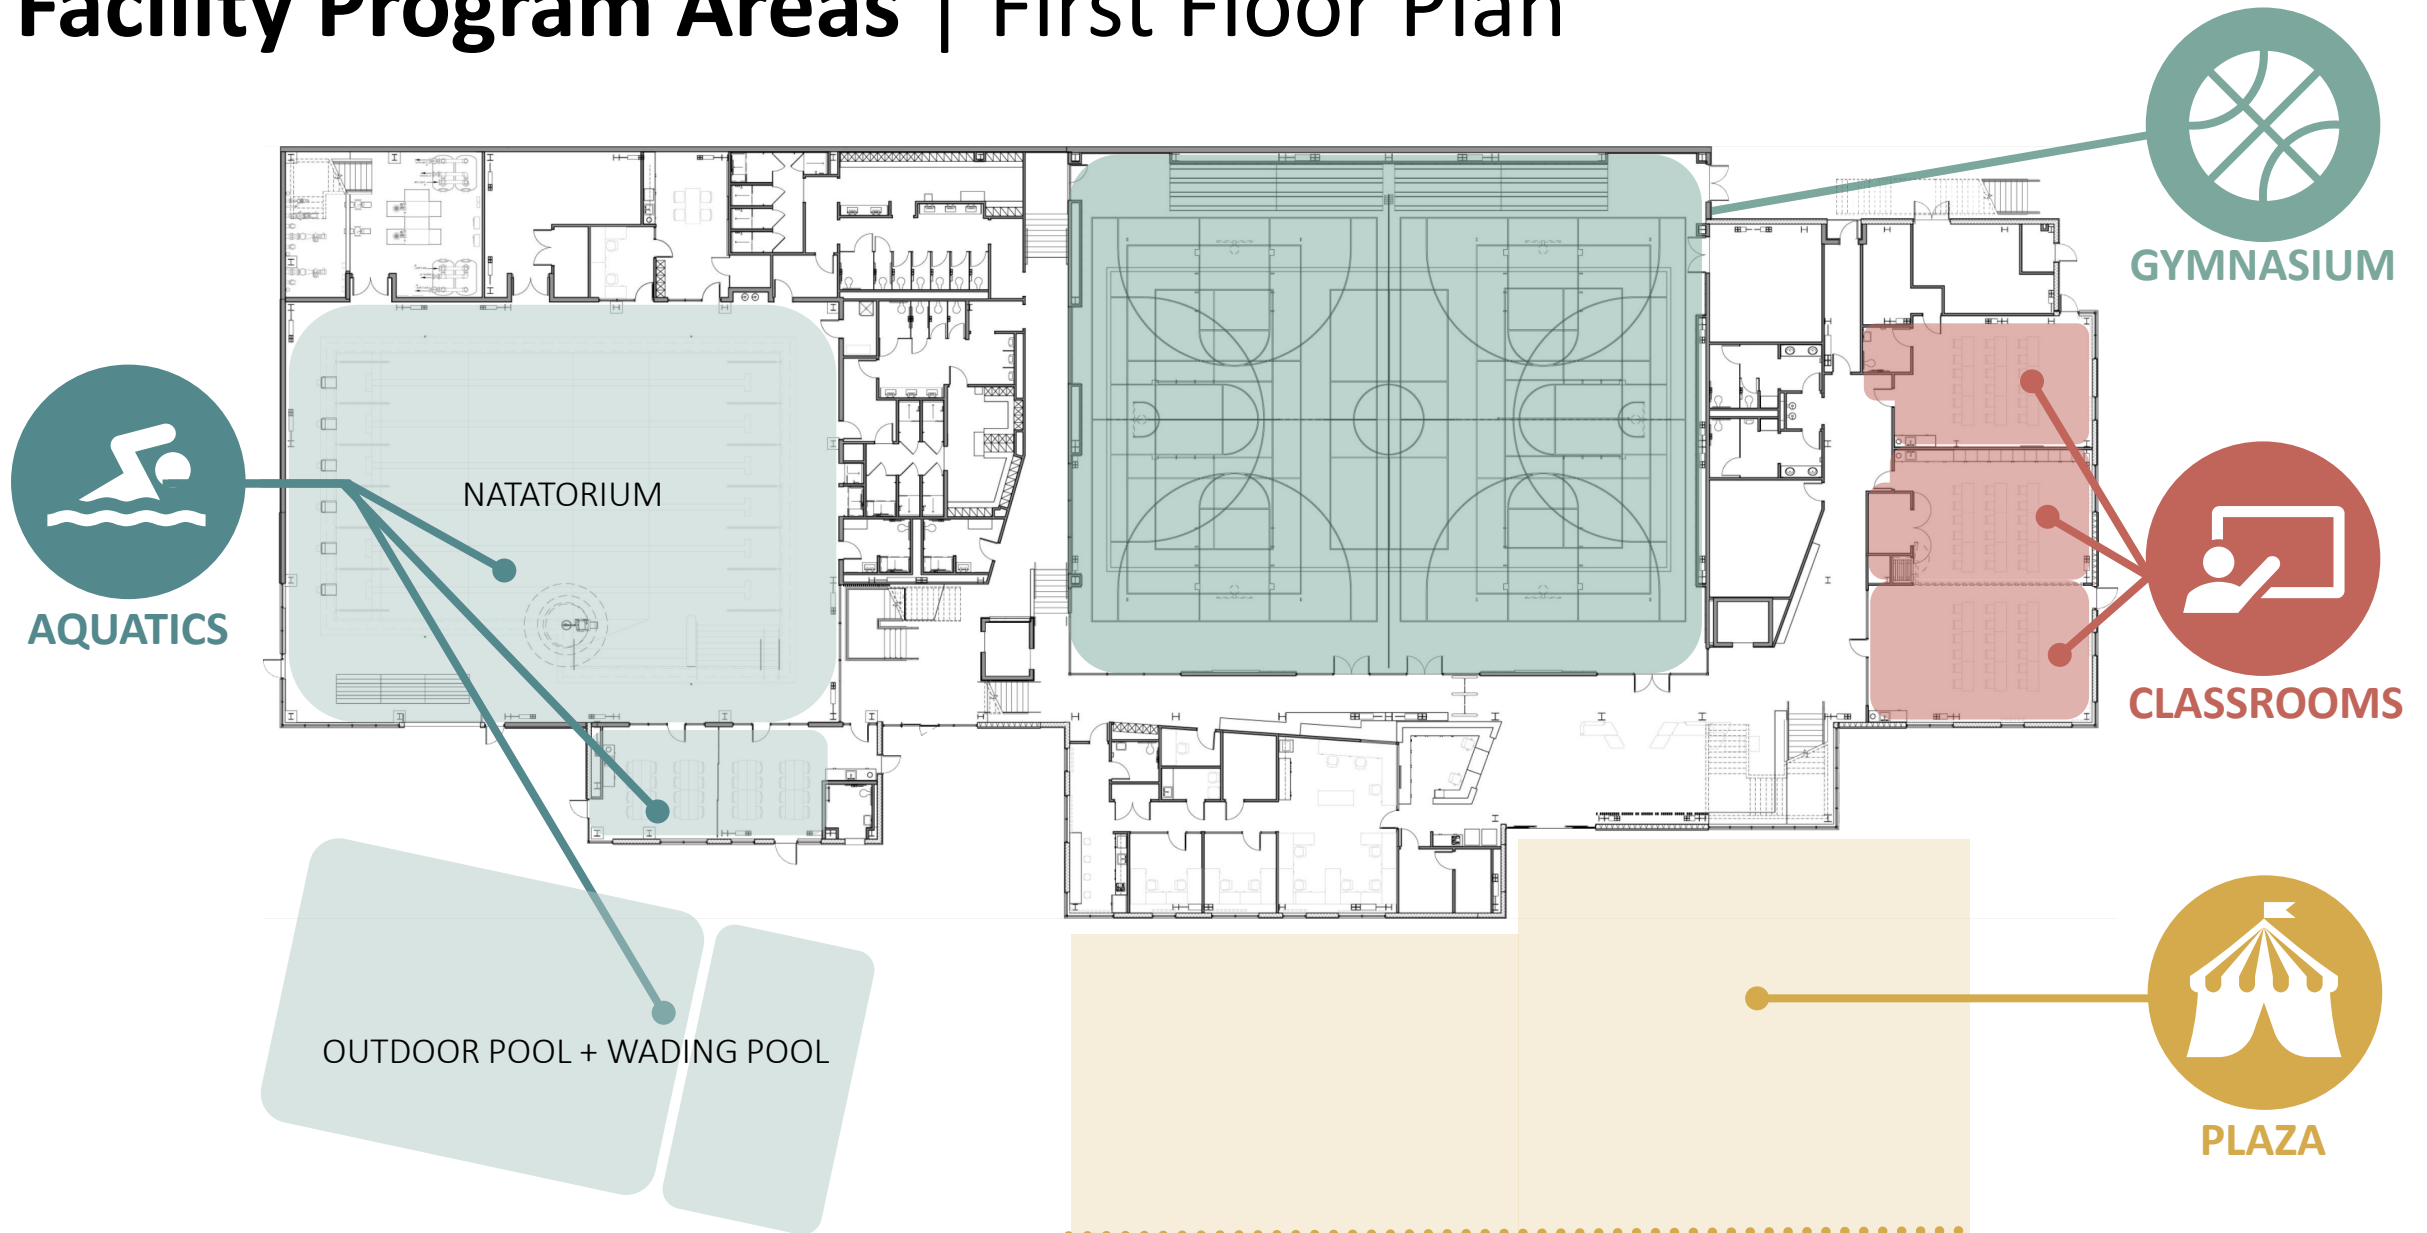 Facility Program Areas | First Floor Plan
GYMNASIUM
NATATORIUM
AQUATICS
CLASSROOMS
OUTDOOR POOL + WADING POOL
PLAZA